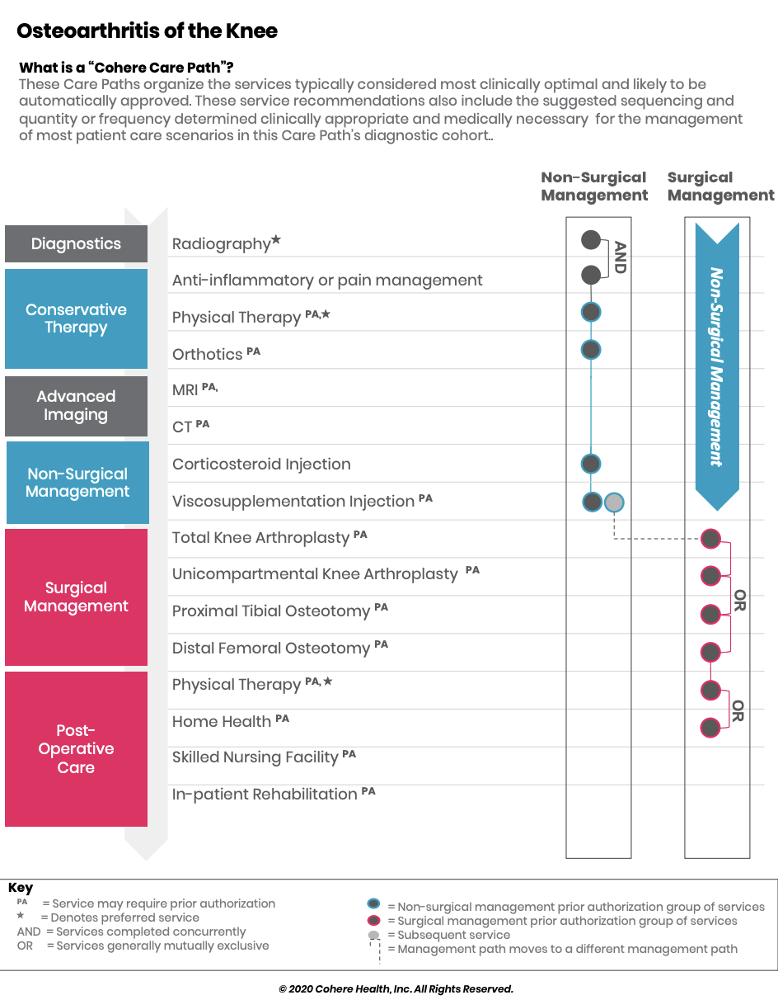 Osteoarthritis of the Knee
What is a “Cohere Care Path”?
These Care Paths organize the services typically considered most clinically optimal and likely to be
automatically approved. These service recommendations also include the suggested sequencing and
quantity or frequency determined clinically appropriate and medically necessary for the management
of most patient care scenarios in this Care Path's diagnostic cohort..
Non-Surgical
Management
Surgical
Management
Diagnostics
Radiography★
AND
Conservative
Therapy
Anti-inflammatory or pain management
Physical Therapy PA,★
Orthotics PA
Non-Surgical Management
Advanced
Imaging
MRI PA,
CT PA
Non-Surgical
Management
Corticosteroid Injection
Viscosupplementation Injection PA
Surgical
Management
Total Knee Arthroplasty PA
Unicompartmental Knee Arthroplasty PA
Proximal Tibial Osteotomy PA
Distal Femoral Osteotomy PA
OR
Post-
Operative
Care
Physical Therapy PA,★
Home Health PA
Skilled Nursing Facility PA
In-patient Rehabilitation PA
OR
Key
PA = Service may require prior authorization
★ = Denotes preferred service
AND = Services completed concurrently
OR = Services generally mutually exclusive
= Non-surgical management prior authorization group of services
= Surgical management prior authorization group of services
= Subsequent service
= Management path moves to a different management path
© 2020 Cohere Health, Inc. All Rights Reserved.